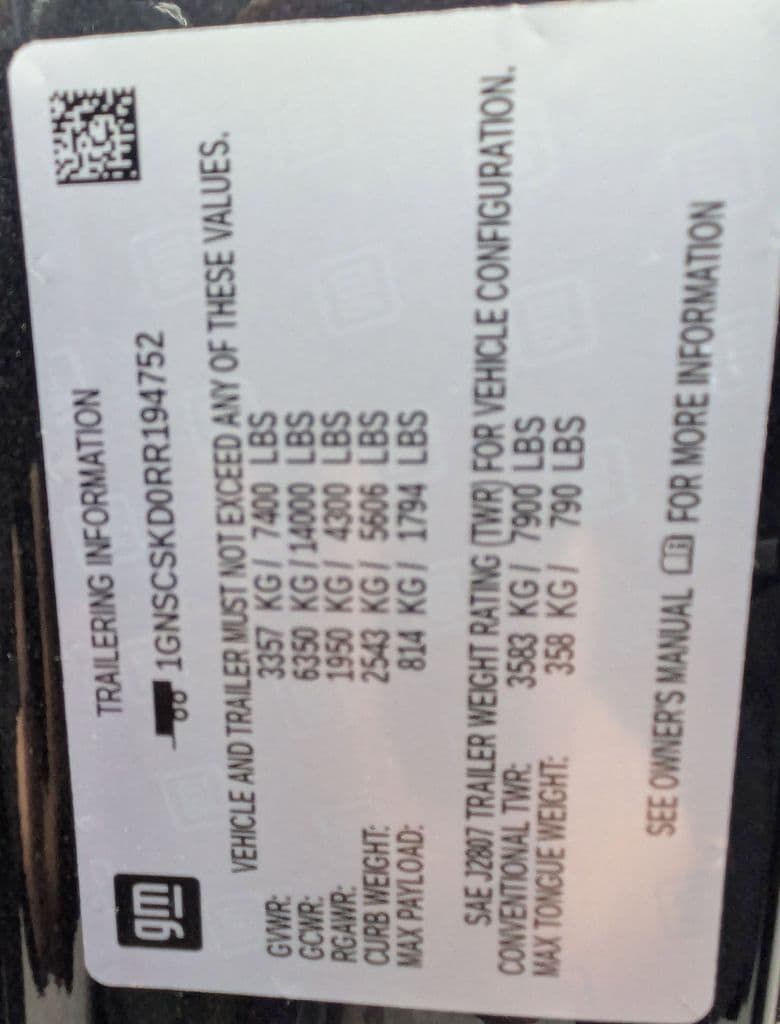 gm
TRAILERING INFORMATION
1GNSCSKD0RR194752
VEHICLE AND TRAILER MUST NOT EXCEED ANY OF THESE VALUES.
GVWR: 3357 KG/ 7400 LBS
GCWR: 6350 KG/14000 LBS
RGAWR: 1950 KG/ 4300 LBS
CURB WEIGHT: 2543 KG/ 5606 LBS
MAX PAYLOAD: 814 KG/ 1794 LBS
SAE J2807 TRAILER WEIGHT RATING (TWR) FOR VEHICLE CONFIGURATION.
CONVENTIONAL TWR: 3583 KG/ 7900 LBS
MAX TONGUE WEIGHT: 358 KG/ 790 LBS
SEE OWNER'S MANUAL FOR MORE INFORMATION